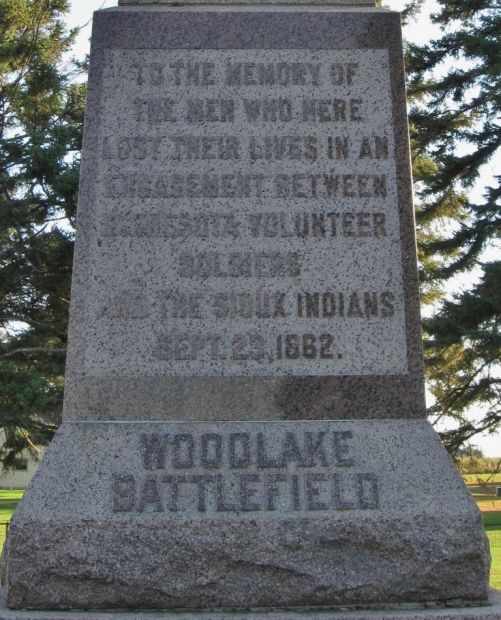 TO THE MEMORY OF
THE MEN WHO HERE
LOST THEIR LIVES IN AN
ENGAGEMENT BETWEEN
MINNESOTA VOLUNTEER
SOLDIERS
AND THE SIOUX INDIANS
SEPT. 23, 1862.
WOODLAKE
BATTLEFIELD